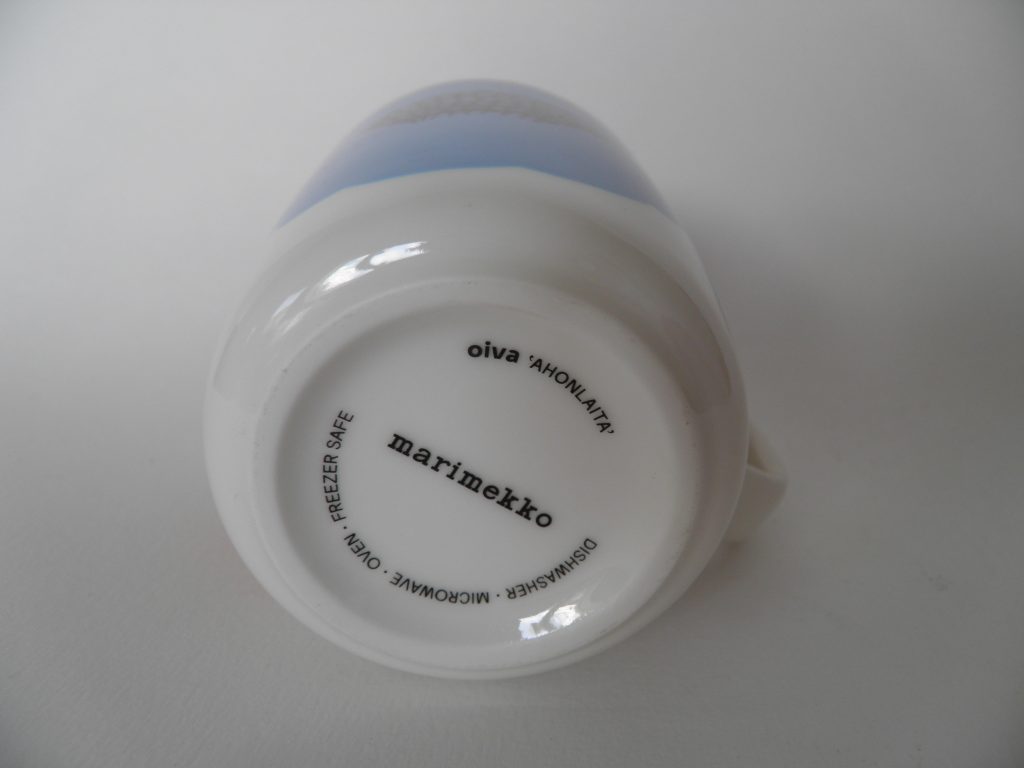 oiva 'AHONLAITA'
marimekko
DISHWASHER · MICROWAVE · OVEN · FREEZER SAFE